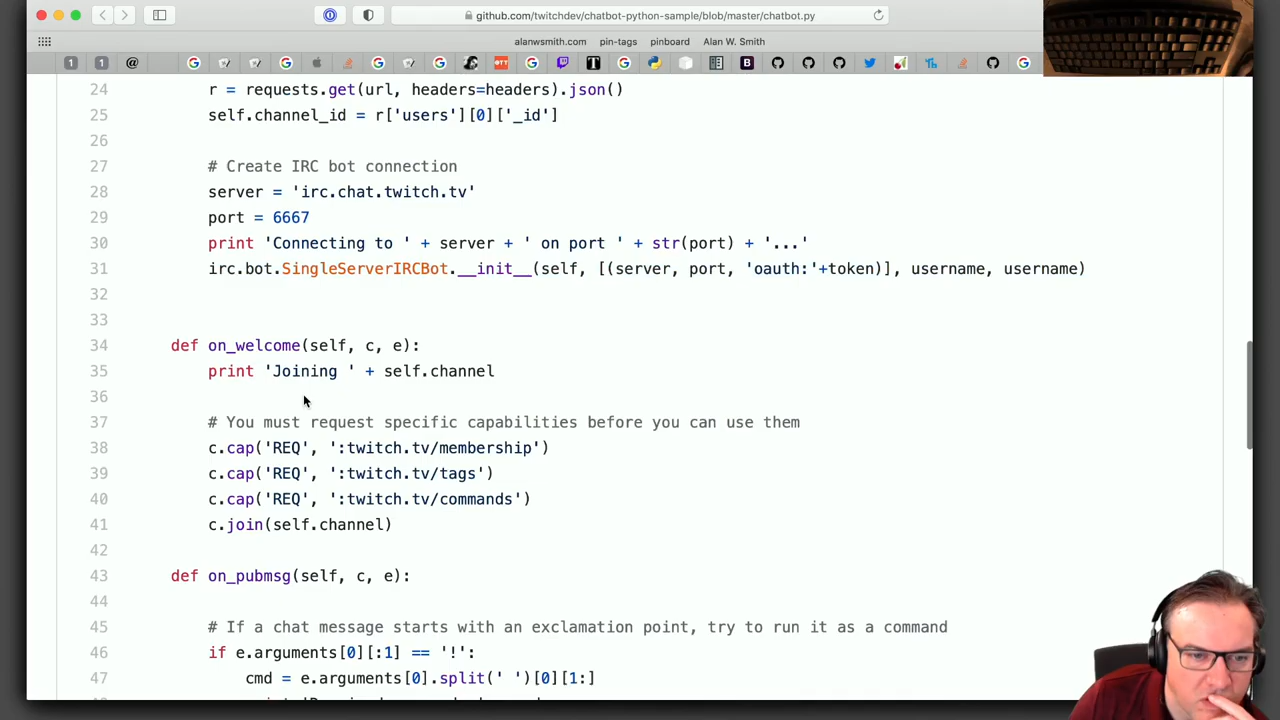 github.com/twitchdev/chatbot-python-sample/blob/master/chatbot.py
alanwsmith.com pin-tags pinboard Alan W. Smith
24 r = requests.get(url, headers=headers).json()
25 self.channel_id = r['users'][0]['_id']
26
27 # Create IRC bot connection
28 server = 'irc.chat.twitch.tv'
29 port = 6667
30 print 'Connecting to ' + server + ' on port ' + str(port) + '...'
31 irc.bot.SingleServerIRCBot.__init__(self, [(server, port, 'oauth:'+token)], username, username)
32
33
34 def on_welcome(self, c, e):
35 print 'Joining ' + self.channel
36
37 # You must request specific capabilities before you can use them
38 c.cap('REQ', ':twitch.tv/membership')
39 c.cap('REQ', ':twitch.tv/tags')
40 c.cap('REQ', ':twitch.tv/commands')
41 c.join(self.channel)
42
43 def on_pubmsg(self, c, e):
44
45 # If a chat message starts with an exclamation point, try to run it as a command
46 if e.arguments[0][:1] == '!':
47 cmd = e.arguments[0].split(' ')[0][1:]